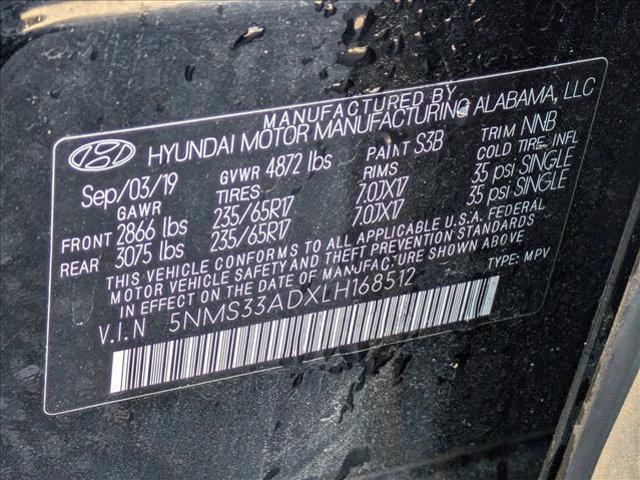 MANUFACTURED BY
HYUNDAI MOTOR MANUFACTURING ALABAMA, LLC
Sep/03/19 GVWR 4872 lbs PAINT S3B TRIM NNB
GAWR TIRES RIMS COLD TIRE INFL
FRONT 2866 lbs 235/65R17 7.0JX17 35 psi SINGLE
REAR 3075 lbs 235/65R17 7.0JX17 35 psi SINGLE
THIS VEHICLE CONFORMS TO ALL APPLICABLE U.S.A. FEDERAL
MOTOR VEHICLE SAFETY AND THEFT PREVENTION STANDARDS
IN EFFECT ON THE DATE OF MANUFACTURE SHOWN ABOVE
V.I.N 5NMS33ADXLH168512 TYPE: MPV